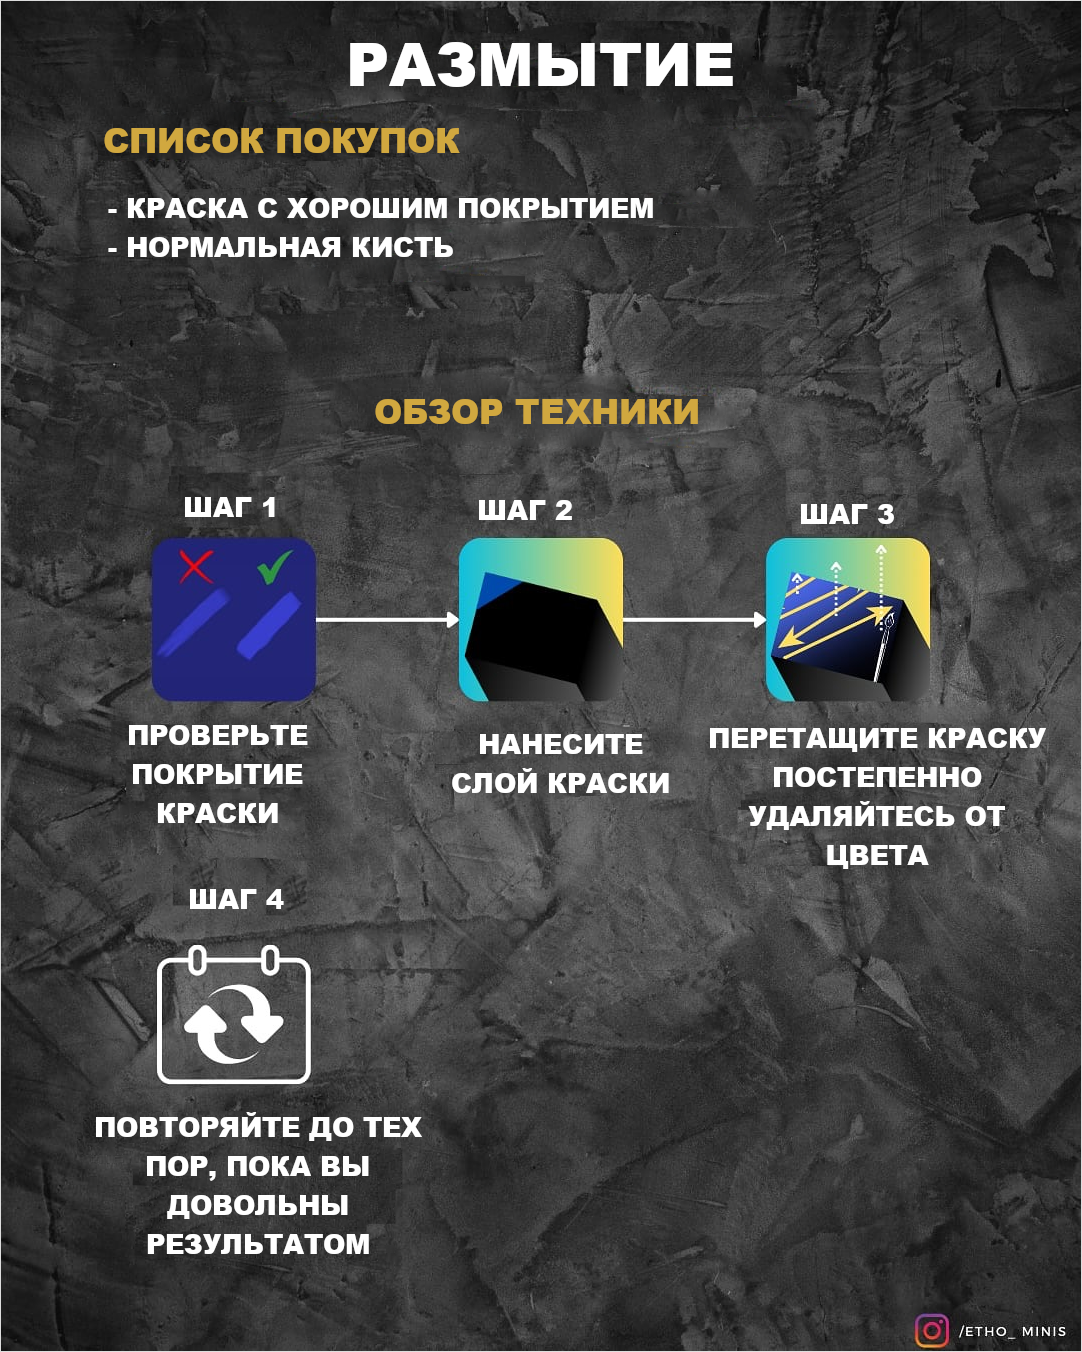 РАЗМЫТИЕ
СПИСОК ПОКУПОК
- КРАСКА С ХОРОШИМ ПОКРЫТИЕМ
- НОРМАЛЬНАЯ КИСТЬ
ОБЗОР ТЕХНИКИ
ШАГ 1
ПРОВЕРЬТЕ
ПОКРЫТИЕ
КРАСКИ
ШАГ 2
НАНЕСИТЕ
СЛОЙ КРАСКИ
ШАГ 3
ПЕРЕТАЩИТЕ КРАСКУ
ПОСТЕПЕННО
УДАЛЯЙТЕСЬ ОТ
ЦВЕТА
ШАГ 4
ПОВТОРЯЙТЕ ДО ТЕХ
ПОР, ПОКА ВЫ
ДОВОЛЬНЫ
РЕЗУЛЬТАТОМ
/ETHO_ MINIS